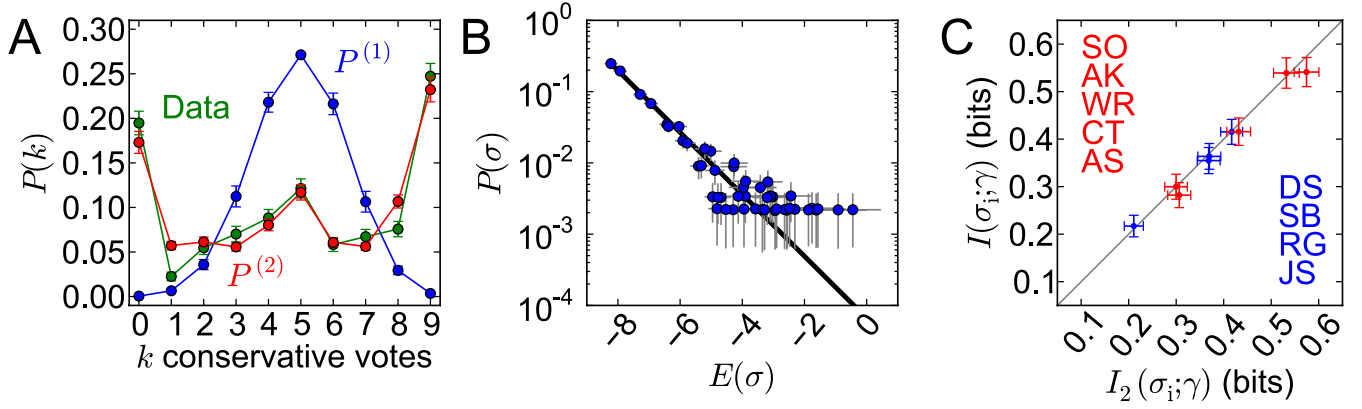 A
0.30
0.25
0.20
0.15
0.10
0.05
0.00
P(k)
Data
P^{(1)}
P^{(2)}
0 1 2 3 4 5 6 7 8 9
k conservative votes
B
10^0
10^{-1}
10^{-2}
10^{-3}
10^{-4}
P(σ)
−8 −6 −4 −2 0
E(σ)
C
0.6
0.5
0.4
0.3
0.2
0.1
I(σ_i;γ) (bits)
SO
AK
WR
CT
AS
DS
SB
RG
JS
0.1 0.2 0.3 0.4 0.5 0.6
I_2(σ_i;γ) (bits)